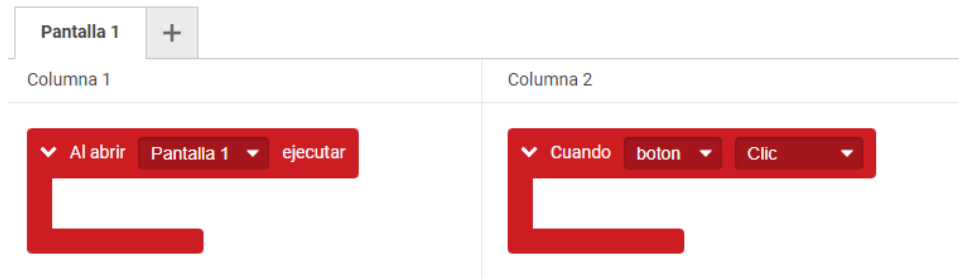 Pantalla 1 +
Columna 1
Columna 2
Al abrir Pantalla 1 ejecutar
Cuando boton Clic